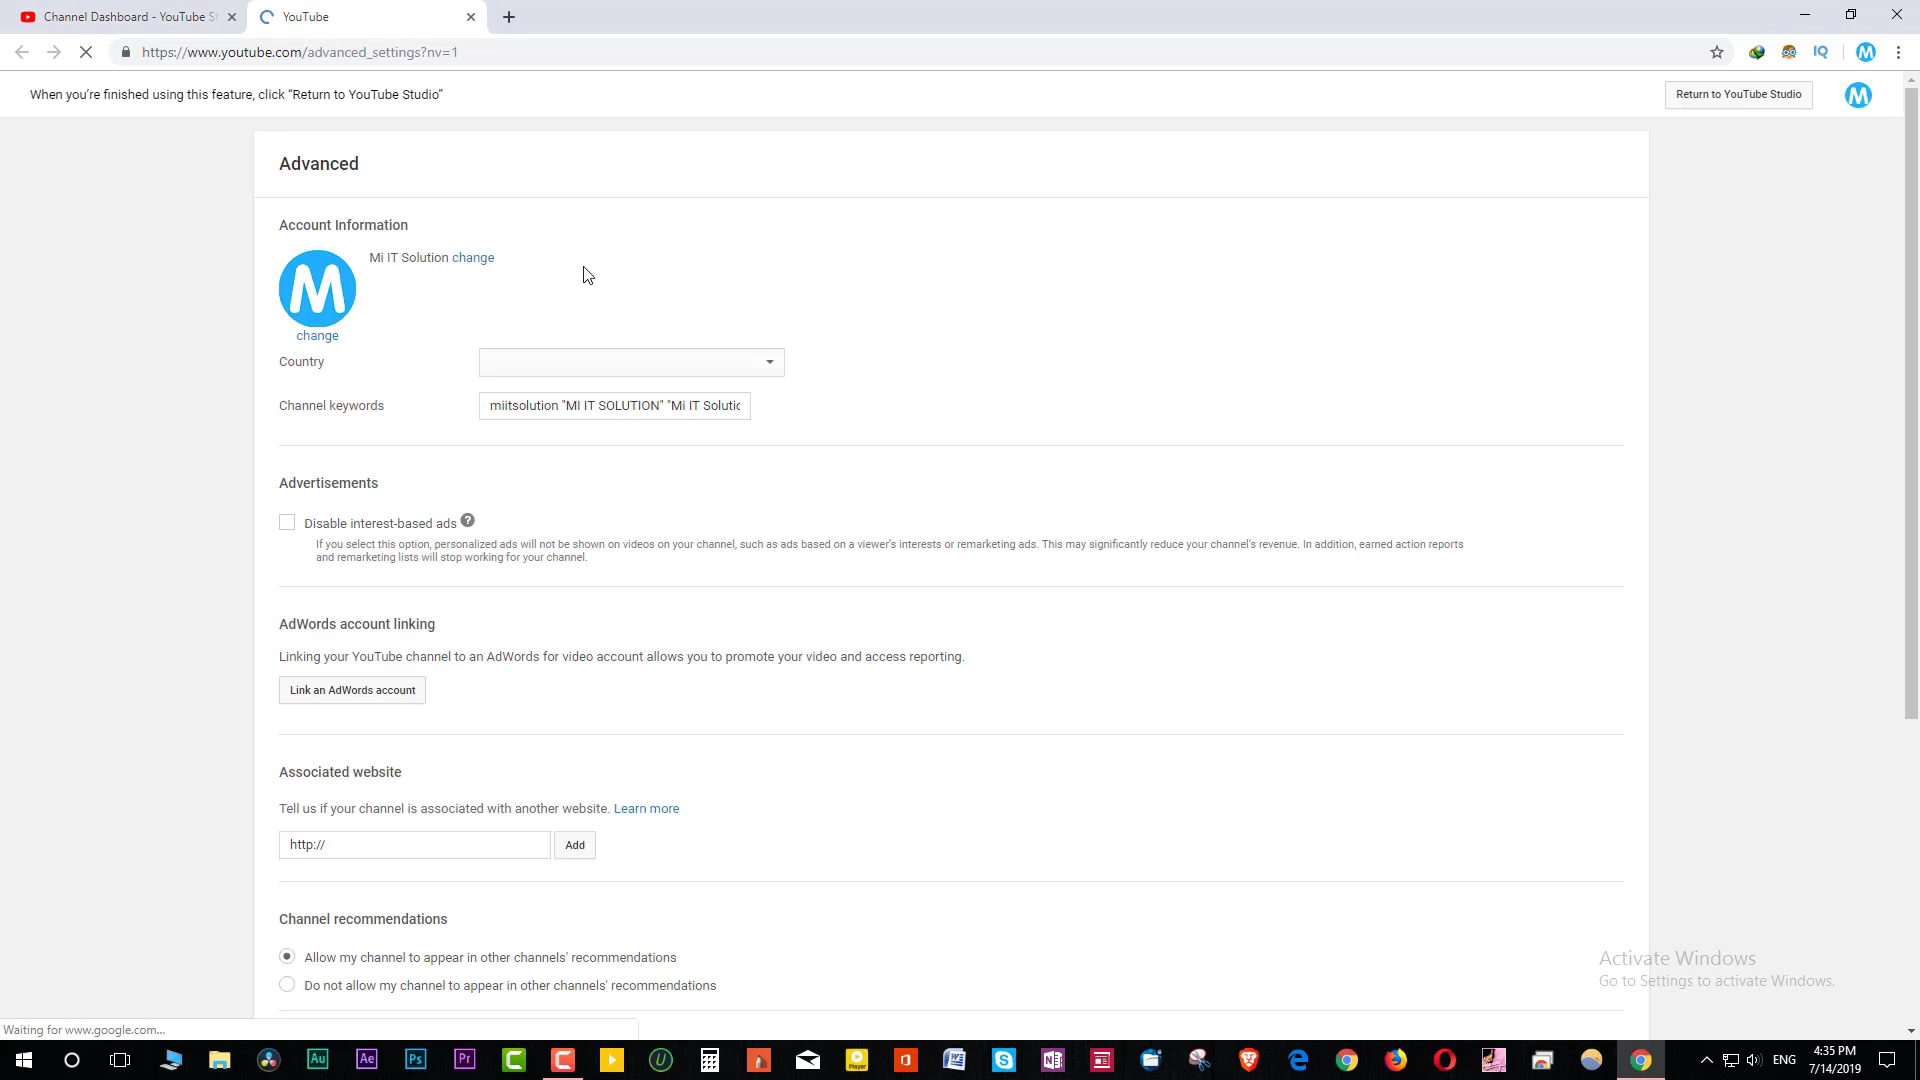 Channel Dashboard - YouTube St
YouTube
https://www.youtube.com/advanced_settings?nv=1
When you're finished using this feature, click “Return to YouTube Studio”
Return to YouTube Studio
Advanced
Account Information
Mi IT Solution change
change
Country
Channel keywords
miitsolution "MI IT SOLUTION" "Mi IT Solutic
Advertisements
Disable interest-based ads
If you select this option, personalized ads will not be shown on videos on your channel, such as ads based on a viewer's interests or remarketing ads. This may significantly reduce your channel's revenue. In addition, earned action reports
and remarketing lists will stop working for your channel.
AdWords account linking
Linking your YouTube channel to an AdWords for video account allows you to promote your video and access reporting.
Link an AdWords account
Associated website
Tell us if your channel is associated with another website. Learn more
http://
Add
Channel recommendations
Allow my channel to appear in other channels' recommendations
Do not allow my channel to appear in other channels' recommendations
Activate Windows
Go to Settings to activate Windows.
Waiting for www.google.com...
ENG
4:35 PM
7/14/2019